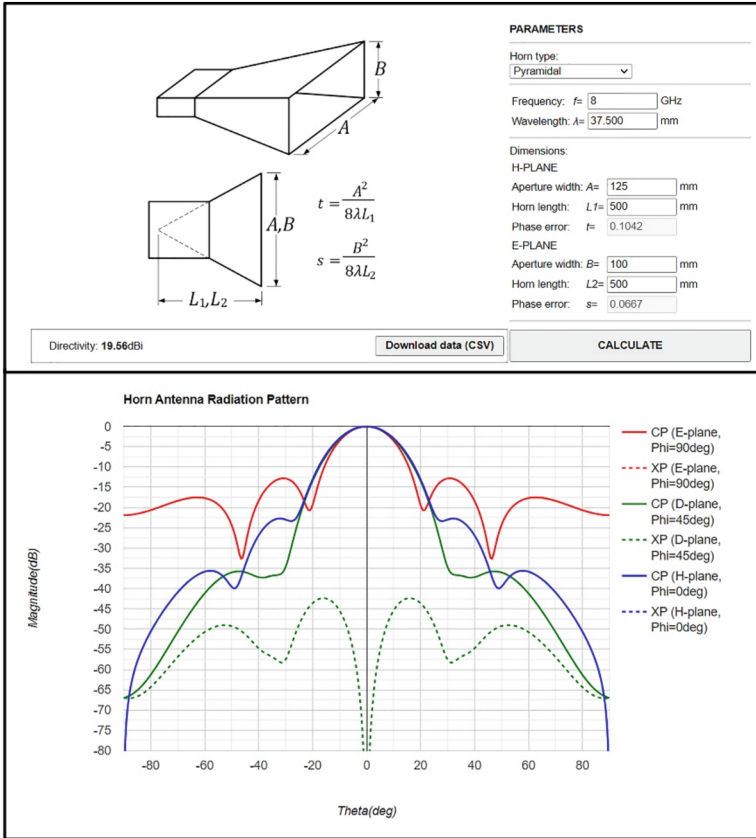 PARAMETERS
Horn type:
Pyramidal
Frequency: f= 8 GHz
Wavelength: λ= 37.500 mm
Dimensions:
H-PLANE
Aperture width: A= 125 mm
Horn length: L1= 500 mm
Phase error: t= 0.1042
E-PLANE
Aperture width: B= 100 mm
Horn length: L2= 500 mm
Phase error: s= 0.0667
CALCULATE
B
A
A,B
L₁,L₂
t = A²/8λL₁
s = B²/8λL₂
Directivity: 19.56dBi
Download data (CSV)
Horn Antenna Radiation Pattern
Magnitude(dB)
0
-5
-10
-15
-20
-25
-30
-35
-40
-45
-50
-55
-60
-65
-70
-75
-80
-80 -60 -40 -20 0 20 40 60 80
Theta(deg)
CP (E-plane,
Phi=90deg)
XP (E-plane,
Phi=90deg)
CP (D-plane,
Phi=45deg)
XP (D-plane,
Phi=45deg)
CP (H-plane,
Phi=0deg)
XP (H-plane,
Phi=0deg)